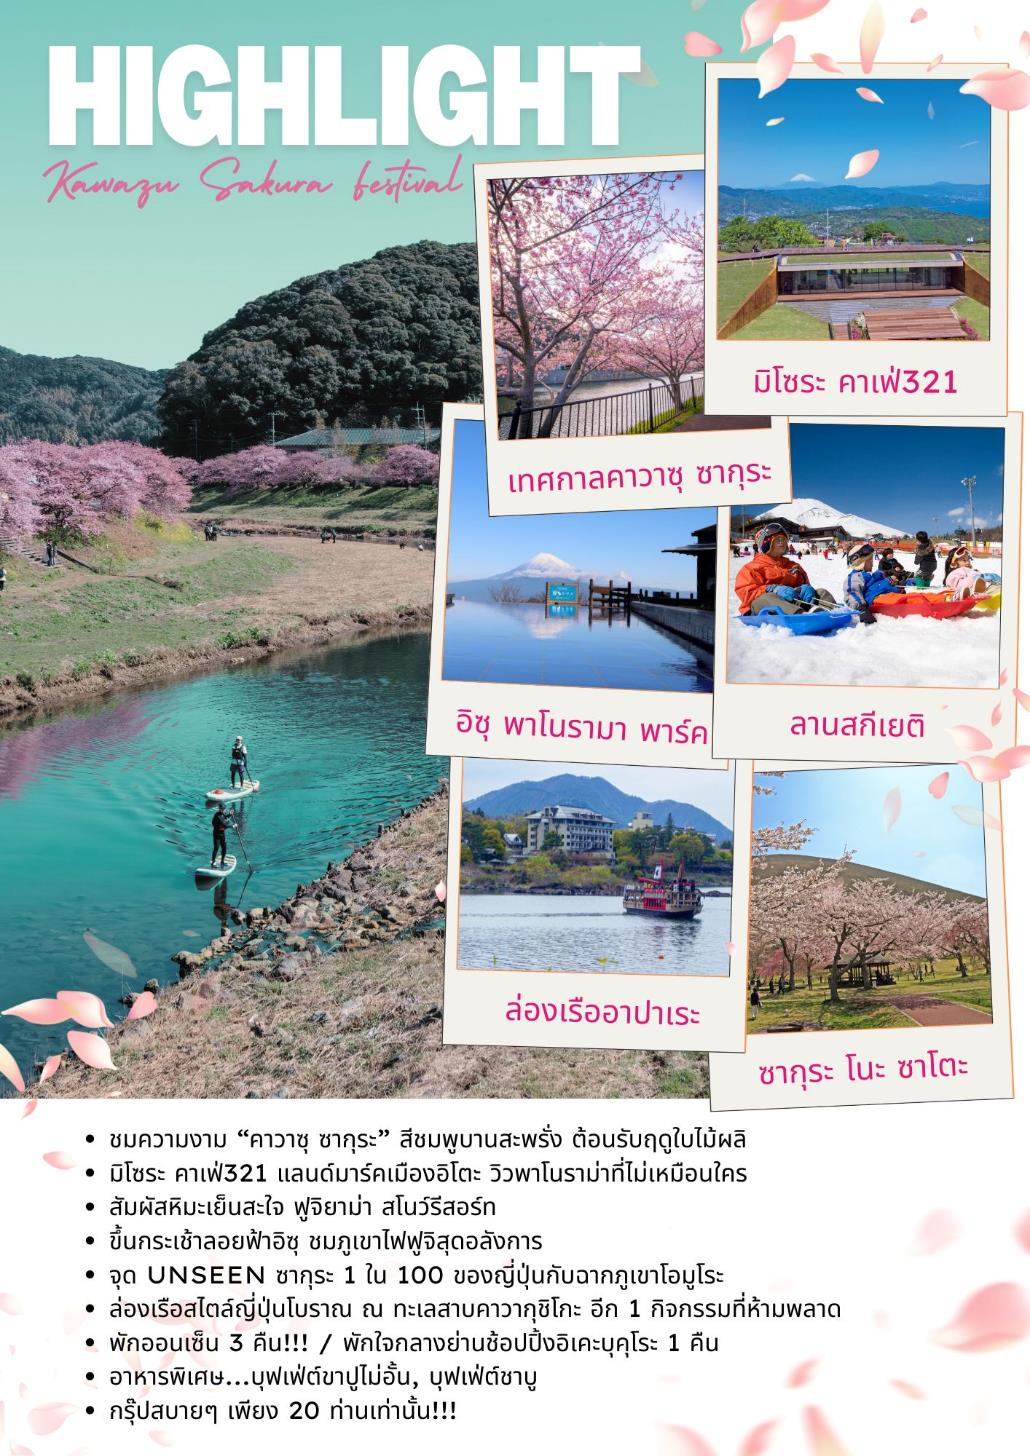 HIGHLIGHT
Kawazu Sakura festival
มิโซระ คาเฟ่321
เทศกาลคาวาซุ ซากุระ
อิซุ พาโนรามา พาร์ค
ลานสกีเยติ
ล่องเรืออาปาเระ
ซากุระ โนะ ซาโตะ
• ชมความงาม “คาวาซุ ซากุระ” สีชมพูบานสะพรั่ง ต้อนรับฤดูใบไม้ผลิ
• มิโซระ คาเฟ่321 แลนด์มาร์คเมืองอิโตะ วิวพาโนราม่าที่ไม่เหมือนใคร
• สัมผัสหิมะเย็นสะใจ ฟูจิยาม่า สโนว์รีสอร์ท
• ขึ้นกระเช้าลอยฟ้าอิซุ ชมภูเขาไฟฟูจิสุดอลังการ
• จุด UNSEEN ซากุระ 1 ใน 100 ของญี่ปุ่นกับฉากภูเขาโอมูโระ
• ล่องเรือสไตล์ญี่ปุ่นโบราณ ณ ทะเลสาบคาวากุชิโกะ อีก 1 กิจกรรมที่ห้ามพลาด
• พักออนเซ็น 3 คืน!!! / พักใจกลางย่านช้อปปิ้งอิเคะบุคุโระ 1 คืน
• อาหารพิเศษ...บุฟเฟ่ต์ขาปูไม่อั้น, บุฟเฟ่ต์ชาบู
• กรุ๊ปสบายๆ เพียง 20 ท่านเท่านั้น!!!